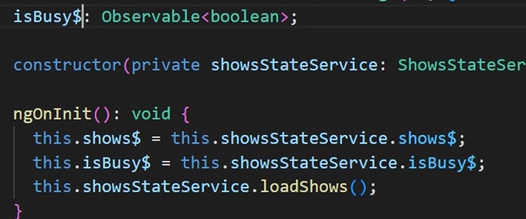 isBusy$: Observable<boolean>;
constructor(private showsStateService: ShowsStateSer
ngOnInit(): void {
this.shows$ = this.showsStateService.shows$;
this.isBusy$ = this.showsStateService.isBusy$;
this.showsStateService.loadShows();
}